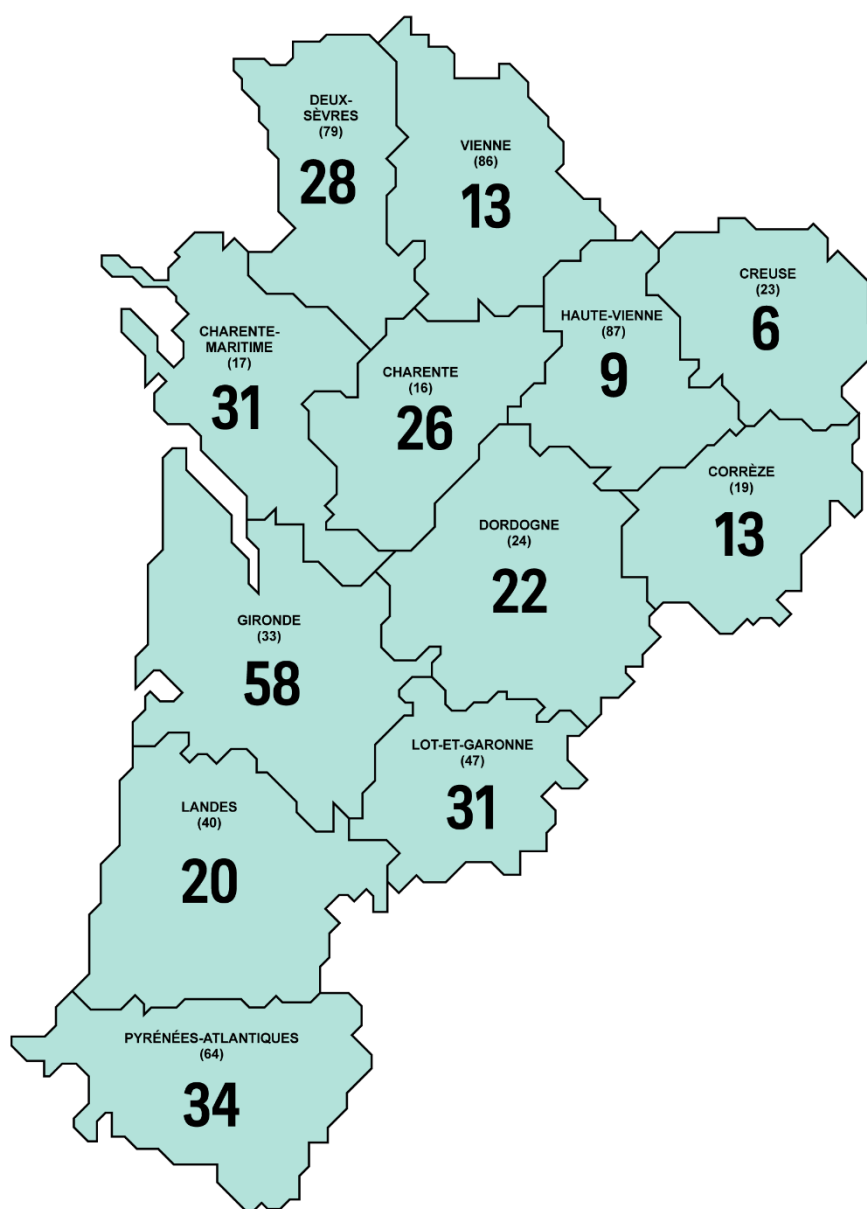 DEUX-
SÈVRES
(79)
28
VIENNE
(86)
13
CREUSE
(23)
6
HAUTE-VIENNE
(87)
9
CHARENTE-
MARITIME
(17)
31
CHARENTE
(16)
26
CORRÈZE
(19)
13
DORDOGNE
(24)
22
GIRONDE
(33)
58
LOT-ET-GARONNE
(47)
31
LANDES
(40)
20
PYRÉNÉES-ATLANTIQUES
(64)
34